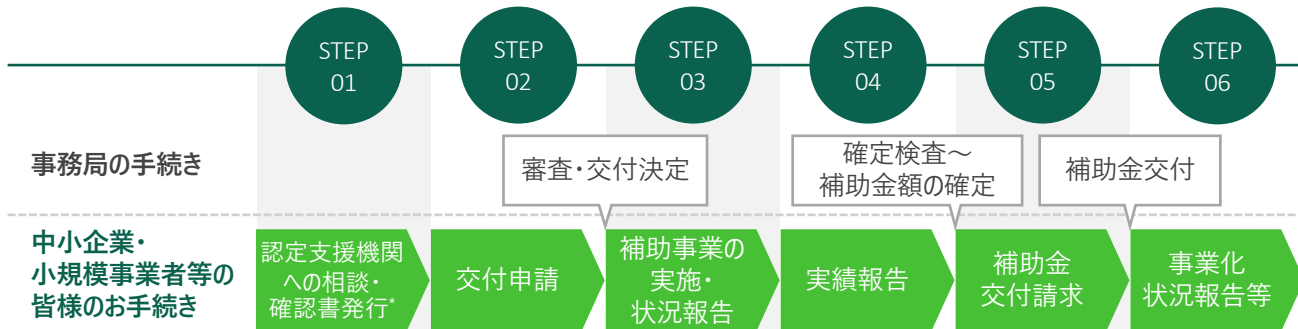 STEP
01
STEP
02
STEP
03
STEP
04
STEP
05
STEP
06
事務局の手続き
審査・交付決定
確定検査~
補助金額の確定
補助金交付
中小企業・
小規模事業者等の
皆様のお手続き
認定支援機関
への相談・
確認書発行*
交付申請
補助事業の
実施・
状況報告
実績報告
補助金
交付請求
事業化
状況報告等